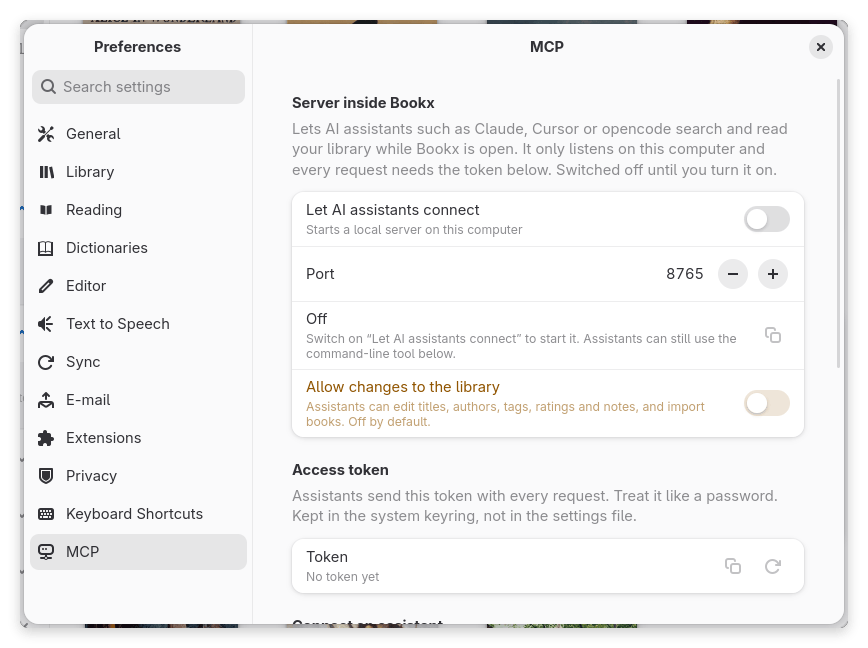 Preferences
Search settings
General
Library
Reading
Dictionaries
Editor
Text to Speech
Sync
E-mail
Extensions
Privacy
Keyboard Shortcuts
MCP
MCP
Server inside Bookx
Lets AI assistants such as Claude, Cursor or opencode search and read
your library while Bookx is open. It only listens on this computer and
every request needs the token below. Switched off until you turn it on.
Let AI assistants connect
Starts a local server on this computer
Port
8765
Off
Switch on “Let AI assistants connect” to start it. Assistants can still use the
command-line tool below.
Allow changes to the library
Assistants can edit titles, authors, tags, ratings and notes, and import
books. Off by default.
Access token
Assistants send this token with every request. Treat it like a password.
Kept in the system keyring, not in the settings file.
Token
No token yet
Connect an assistant